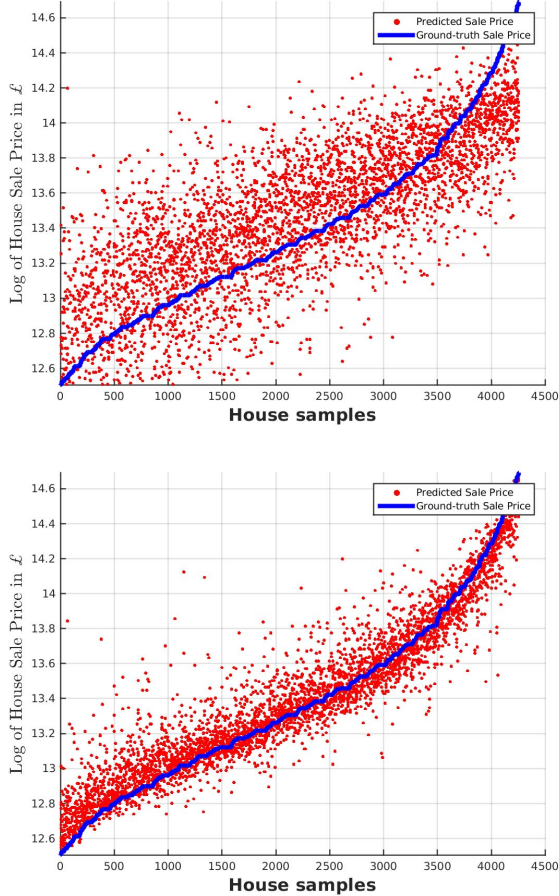 14.6
14.4
14.2
14
13.8
13.6
13.4
13.2
13
12.8
12.6
Log of House Sale Price in £
Predicted Sale Price
Ground-truth Sale Price
0 500 1000 1500 2000 2500 3000 3500 4000 4500
House samples
14.6
14.4
14.2
14
13.8
13.6
13.4
13.2
13
12.8
12.6
Log of House Sale Price in £
Predicted Sale Price
Ground-truth Sale Price
0 500 1000 1500 2000 2500 3000 3500 4000 4500
House samples